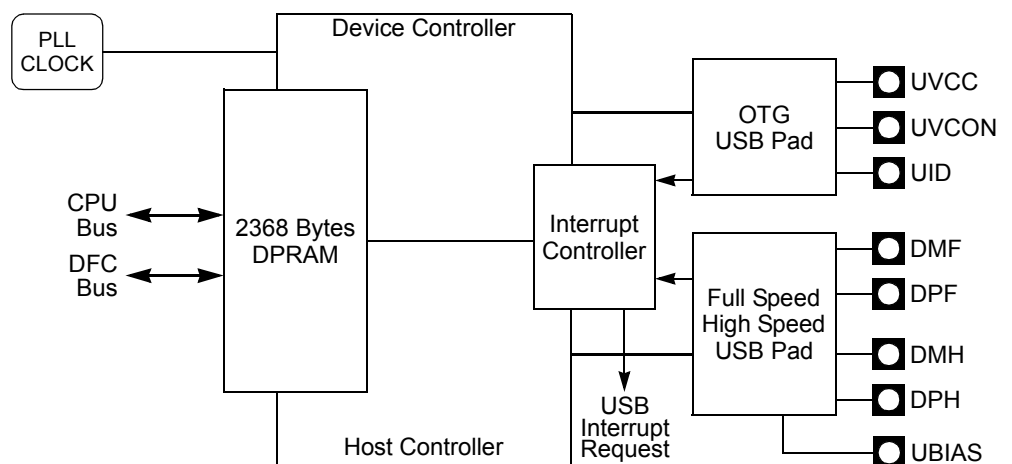 PLL
CLOCK
Device Controller
OTG
USB Pad
UVCC
UVCON
UID
CPU
Bus
DFC
Bus
2368 Bytes
DPRAM
Interrupt
Controller
Full Speed
High Speed
USB Pad
DMF
DPF
DMH
DPH
UBIAS
USB
Interrupt
Request
Host Controller